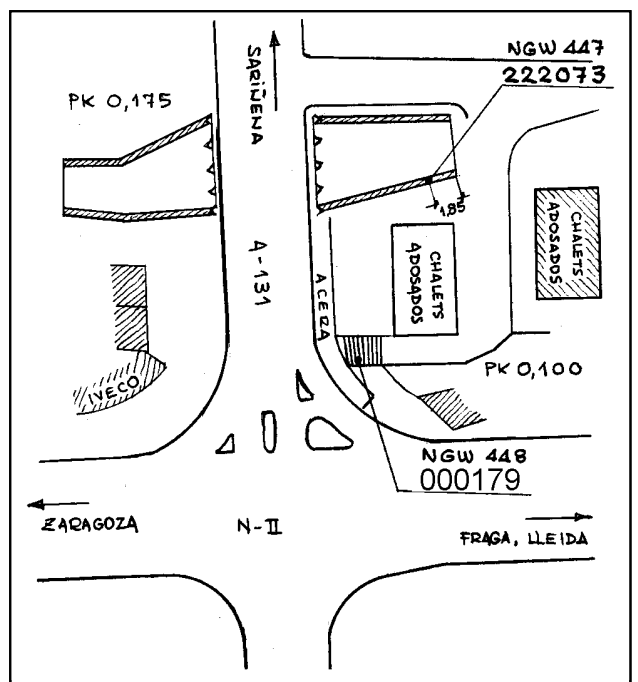 NGW 447
222073
SARIÑENA
PK 0,175
1,85
A-131
ACERA
CHALETS
ADOSADOS
CHALETS
ADOSADOS
PK 0,100
IVECO
NGW 448
000179
ZARAGOZA
N-II
FRAGA, LLEIDA